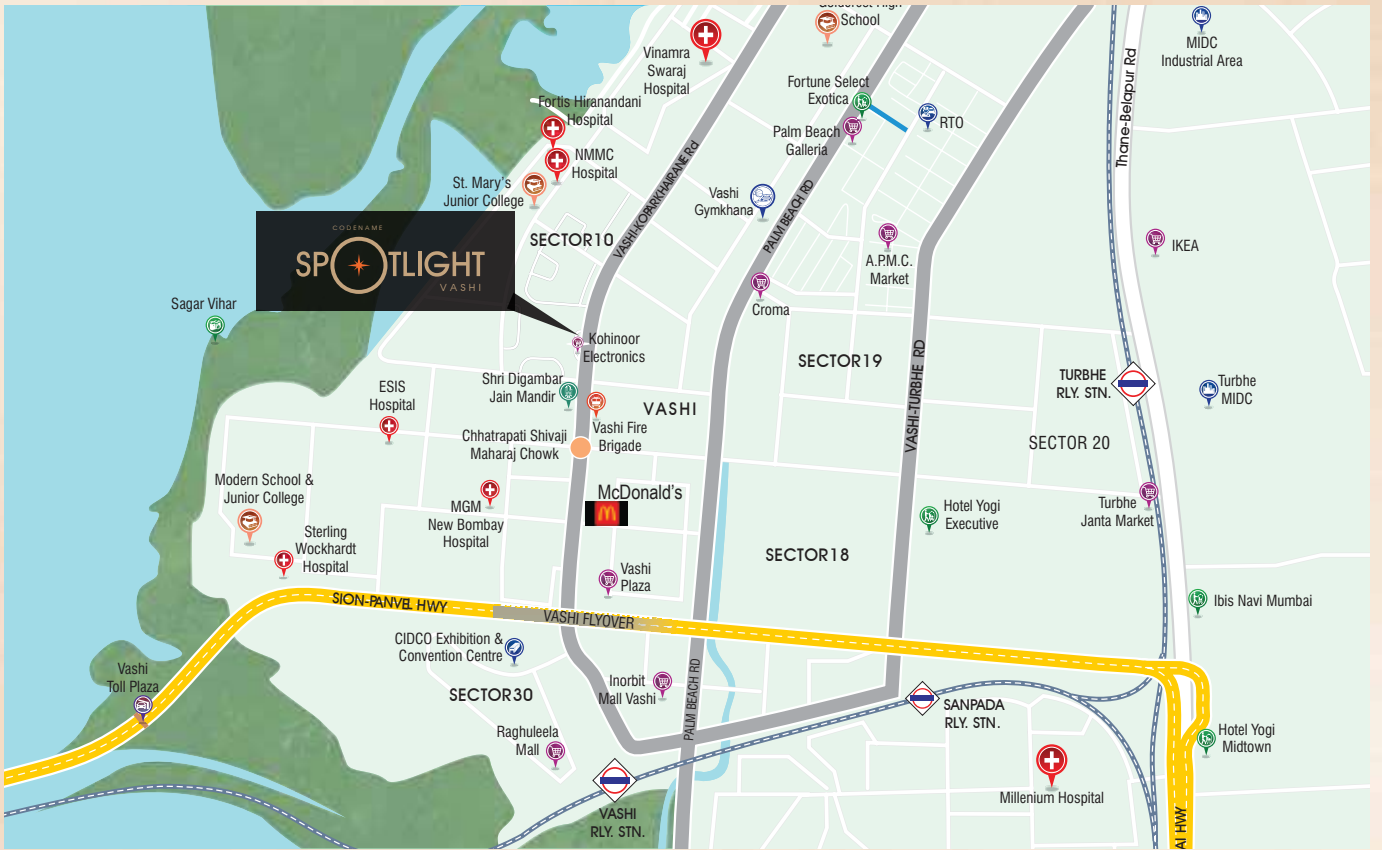 Goldcrest High
School
MIDC
Industrial Area
Vinamra
Swaraj
Hospital
Thane-Belapur Rd
Fortune Select
Exotica
Fortis Hiranandani
Hospital
RTO
Palm Beach
Galleria
NMMC
Hospital
St. Mary's
Junior College
VASHI-KOPARKHAIRANE Rd
Vashi
Gymkhana
PALM BEACH RD
CODENAME
SPOTLIGHT
VASHI
SECTOR10
A.P.M.C.
Market
IKEA
Sagar Vihar
Croma
Kohinoor
Electronics
SECTOR19
VASHI-TURBHE RD
TURBHE
RLY. STN.
Turbhe
MIDC
ESIS
Hospital
Shri Digambar
Jain Mandir
VASHI
Vashi Fire
Brigade
Chhatrapati Shivaji
Maharaj Chowk
SECTOR 20
Modern School &
Junior College
MGM
New Bombay
Hospital
McDonald's
Hotel Yogi
Executive
Turbhe
Janta Market
Sterling
Wockhardt
Hospital
SECTOR18
Vashi
Plaza
SION-PANVEL HWY
VASHI FLYOVER
Ibis Navi Mumbai
CIDCO Exhibition &
Convention Centre
Vashi
Toll Plaza
SECTOR30
Inorbit
Mall Vashi
PALM BEACH RD
SANPADA
RLY. STN.
Raghuleela
Mall
Hotel Yogi
Midtown
Millenium Hospital
VASHI
RLY. STN.
AI HWY